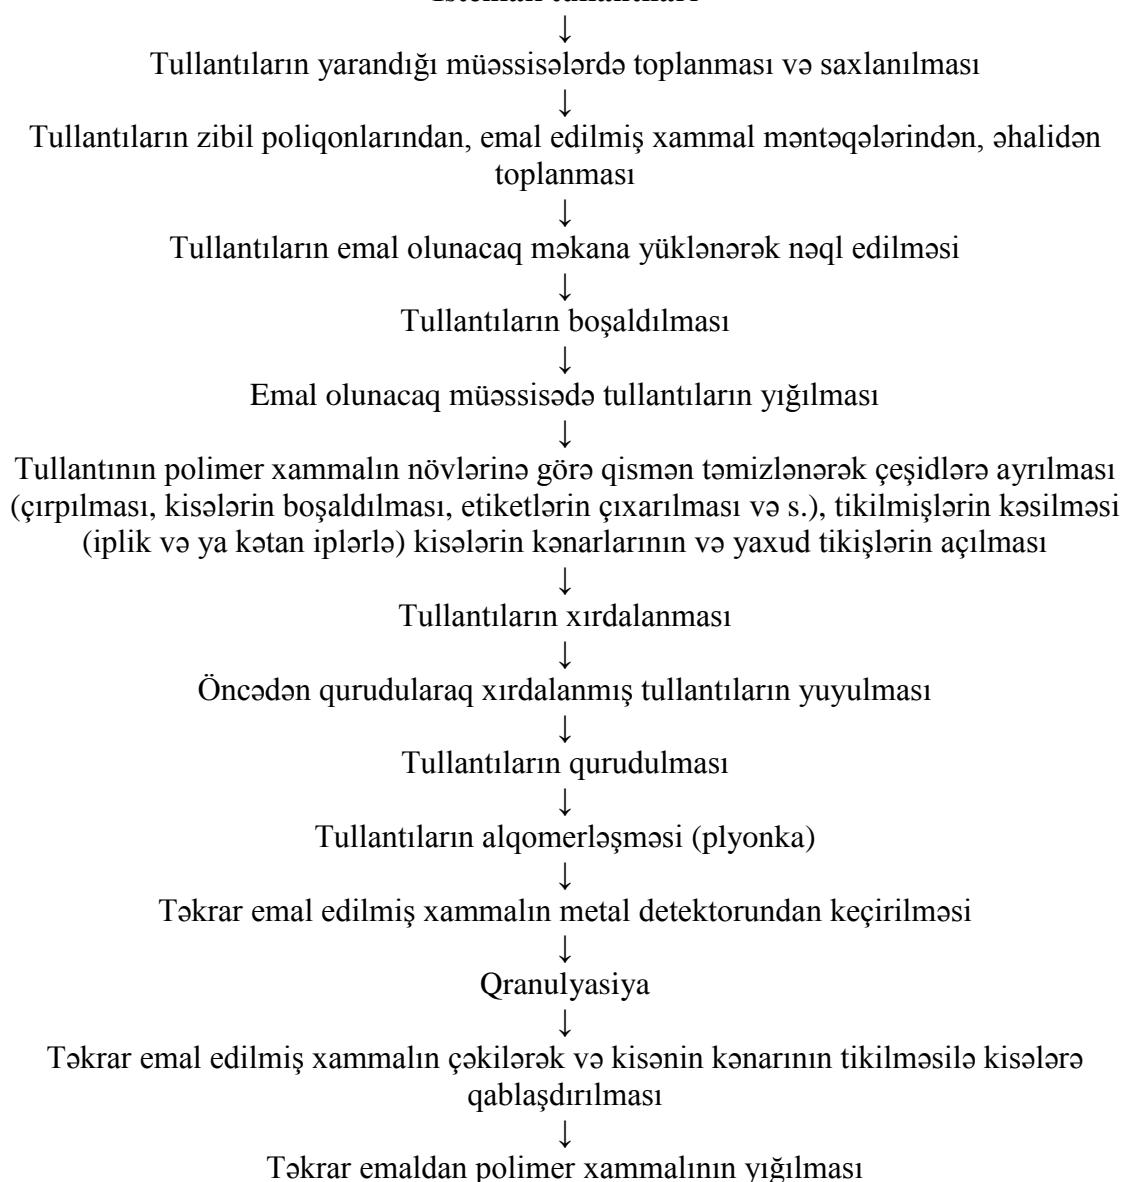 ↓
Tullantıların yarandığı müəssisələrdə toplanması və saxlanılması
↓
Tullantıların zibil poliqonlarından, emal edilmiş xammal məntəqələrindən, əhalidən
toplanması
↓
Tullantıların emal olunacaq məkana yüklənərək nəql edilməsi
↓
Tullantıların boşaldılması
↓
Emal olunacaq müəssisədə tullantıların yığılması
↓
Tullantının polimer xammalın növlərinə görə qismən təmizlənərək çeşidlərə ayrılması
(çırpılması, kisələrin boşaldılması, etiketlərin çıxarılması və s.), tikilmişlərin kəsilməsi
(iplik və ya kətan iplərlə) kisələrin kənarlarının və yaxud tikişlərin açılması
↓
Tullantıların xırdalanması
↓
Öncədən qurudularaq xırdalanmış tullantıların yuyulması
↓
Tullantıların qurudulması
↓
Tullantıların alqomerləşməsi (plyonka)
↓
Təkrar emal edilmiş xammalın metal detektorundan keçirilməsi
↓
Qranulyasiya
↓
Təkrar emal edilmiş xammalın çəkilərək və kisənin kənarının tikilməsilə kisələrə
qablaşdırılması
↓
Təkrar emaldan polimer xammalının yığılması